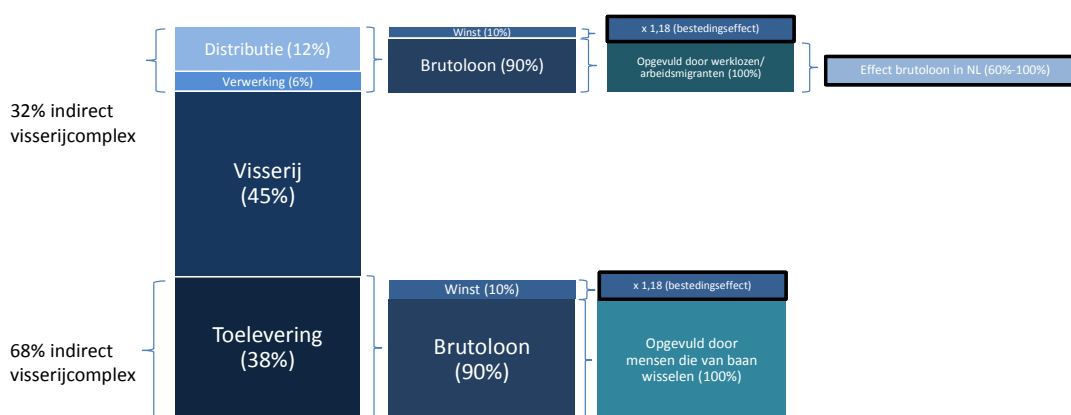 Distributie (12%)
Verwerking (6%)
32% indirect
visserijcomplex
Visserij
(45%)
Toelevering
(38%)
68% indirect
visserijcomplex
Winst (10%)
Brutoloon (90%)
x 1,18 (bestedingseffect)
Opgevuld door werklozen/
arbeidsmigranten
(100%)
Effect brutoloon in NL (60%-100%)
Winst (10%)
Brutoloon
(90%)
x 1,18 (bestedingseffect)
Opgevuld door
mensen die van baan
wisselen (100%)